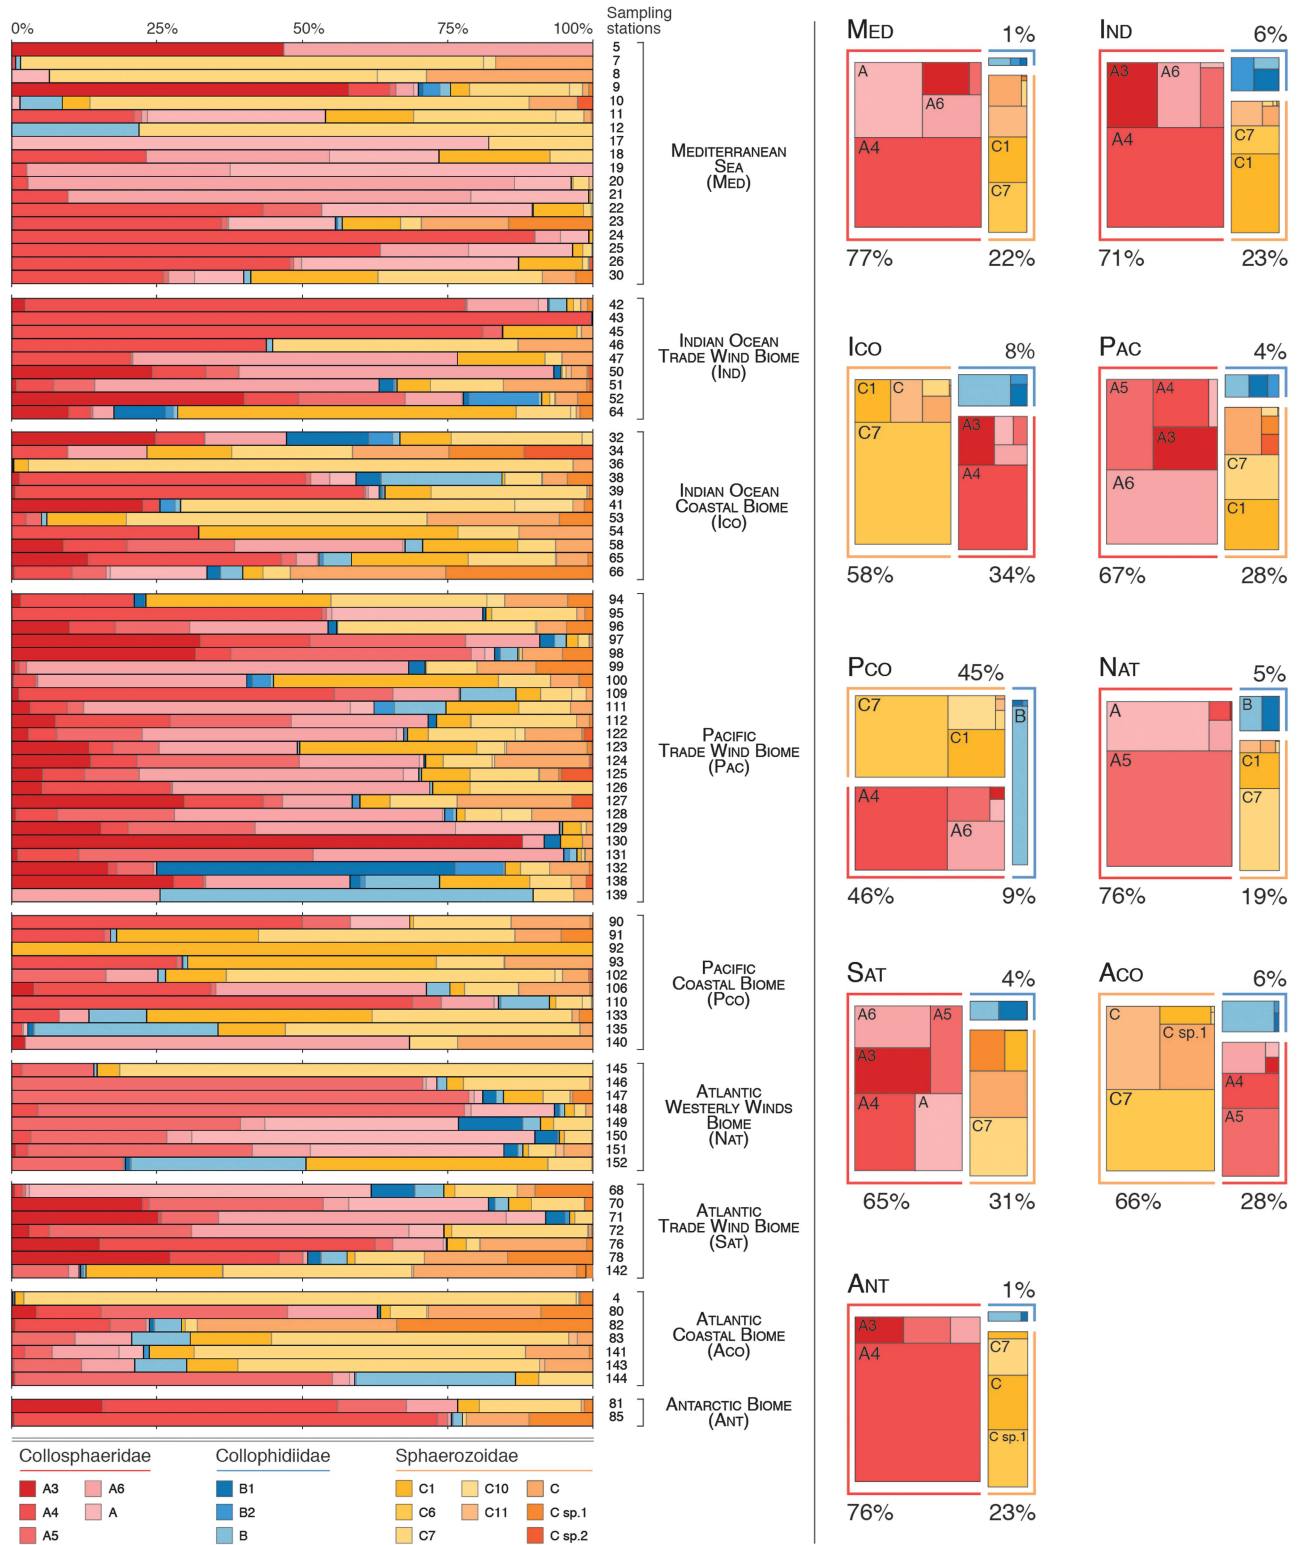 0% 25% 50% 75% 100%
Sampling
stations
5
7
8
9
10
11
12
17
18
19
20
21
22
23
24
25
26
30
MEDITERRANEAN
SEA
(MED)
42
43
45
46
47
50
51
52
64
INDIAN OCEAN
TRADE WIND BIOME
(IND)
32
34
36
38
39
41
53
54
58
65
66
INDIAN OCEAN
COASTAL BIOME
(ICO)
94
95
96
97
98
99
100
109
111
112
122
123
124
125
126
127
128
129
130
131
132
138
139
PACIFIC
TRADE WIND BIOME
(PAC)
90
91
92
93
102
106
110
133
135
140
PACIFIC
COASTAL BIOME
(PCO)
145
146
147
148
149
150
151
152
ATLANTIC
WESTERLY WINDS
BIOME
(NAT)
68
70
71
72
76
78
142
ATLANTIC
TRADE WIND BIOME
(SAT)
4
80
82
83
141
143
144
ATLANTIC
COASTAL BIOME
(ACO)
81
85
ANTARCTIC BIOME
(ANT)
Collosphaeridae
A3 A6
A4 A
A5
Collophidiidae
B1
B2
B
Sphaerozoidae
C1 C10 C
C6 C11 C sp.1
C7 C sp.2
MED 1%
A
A6
A4
C1
C7
77% 22%
IND 6%
A3 A6
A4
C7
C1
71% 23%
ICO 8%
C1 C
C7
A3
A4
58% 34%
PAC 4%
A5 A4
A3
A6
C7
C1
67% 28%
PCO 45%
C7
C1
B
A4
A6
46% 9%
NAT 5%
A
A5
B
C1
C7
76% 19%
SAT 4%
A6 A5
A3
A4 A
C7
65% 31%
ACO 6%
C
C sp.1
C7
A4
A5
66% 28%
ANT 1%
A3
A4
C7
C
C sp.1
76% 23%